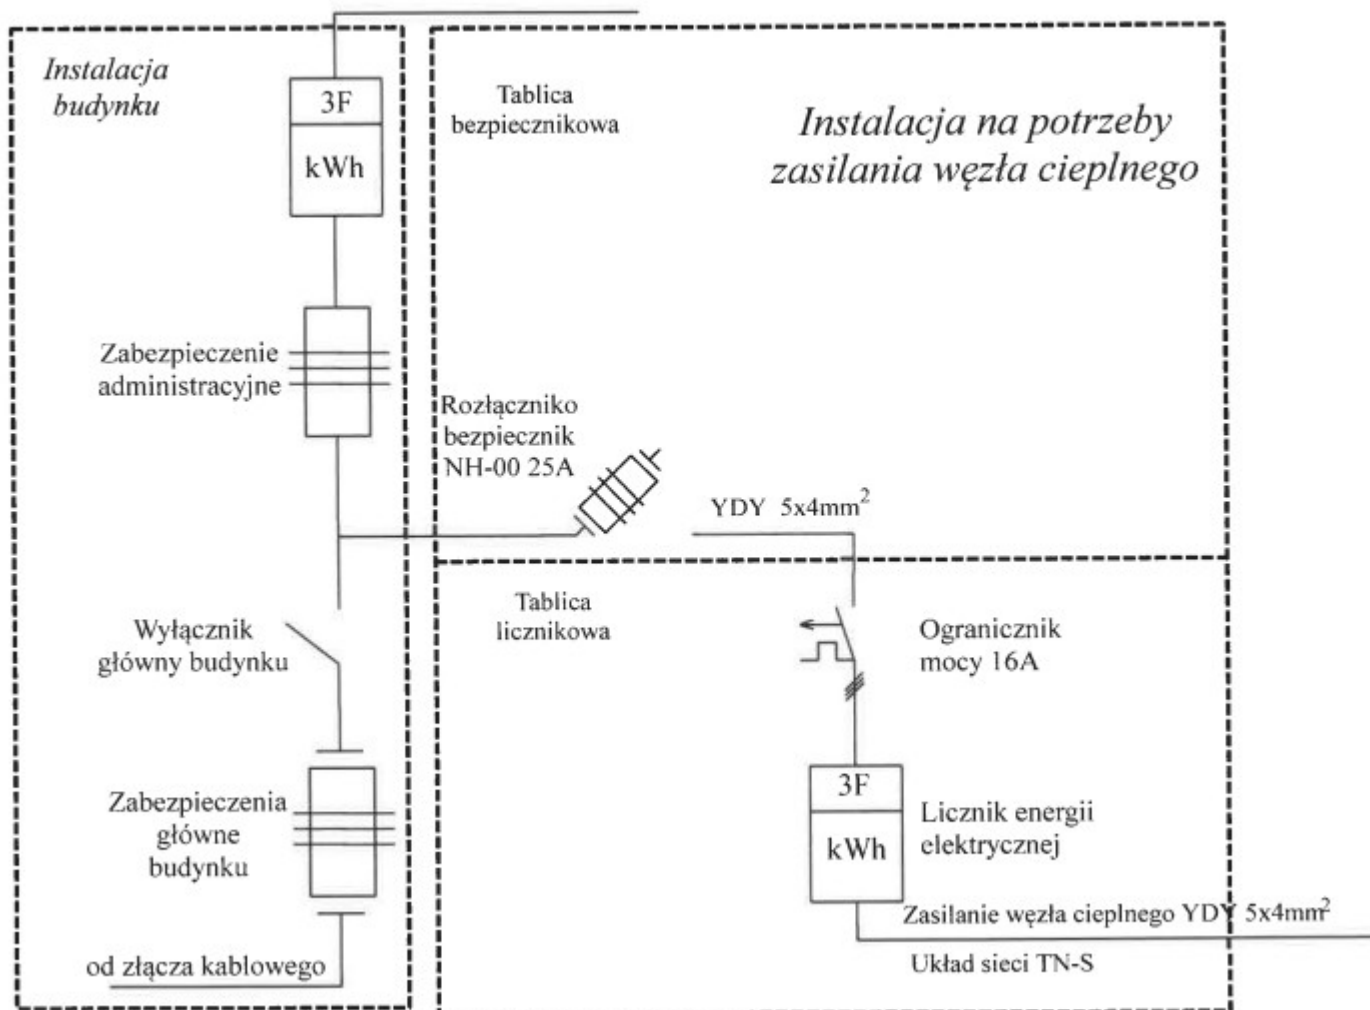 Instalacja
budynku
3F
kWh
Zabezpieczenie
administracyjne
Wyłącznik
główny budynku
Zabezpieczenia
główne
budynku
od złącza kablowego
Tablica
bezpiecznikowa
Instalacja na potrzeby
zasilania węzła cieplnego
Rozłączniko
bezpiecznik
NH-00 25A
YDY 5x4mm²
Tablica
licznikowa
Ogranicznik
mocy 16A
3F
kWh
Licznik energii
elektrycznej
Zasilanie węzła cieplnego YDY 5x4mm²
Układ sieci TN-S